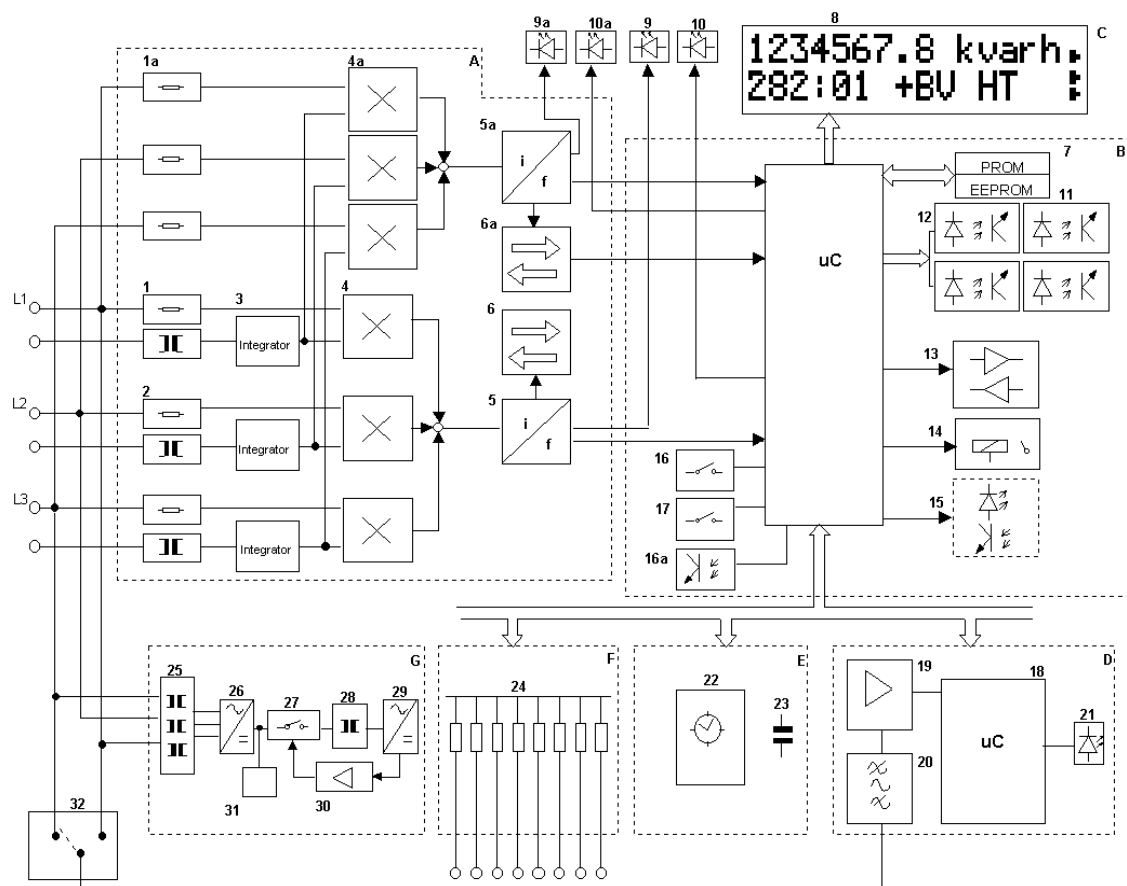 9a
10a
9
10
8
C
1234567.8 kvarh
282:01 +BV HT
1a
4a
A
5a
i
f
6a
7
B
PROM
EEPROM
12
11
uC
L1
1
3
4
Integrator
6
13
L2
2
5
i
f
Integrator
14
16
L3
17
15
Integrator
16a
25
G
26
27
28
29
30
31
32
F
24
E
22
23
D
19
18
uC
21
20